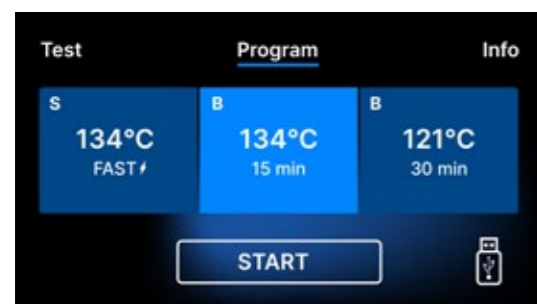 Test Program Info
S B B
134°C 134°C 121°C
FAST 15 min 30 min
START